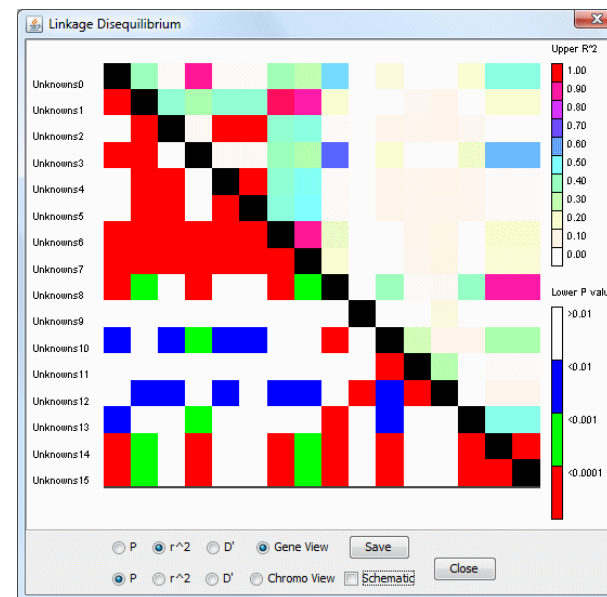 Linkage Disequilibrium
Upper R^2
Unknowns0
Unknowns1
Unknowns2
Unknowns3
Unknowns4
Unknowns5
Unknowns6
Unknowns7
Unknowns8
Unknowns9
Unknowns10
Unknowns11
Unknowns12
Unknowns13
Unknowns14
Unknowns15
1.00
0.90
0.80
0.70
0.60
0.50
0.40
0.30
0.20
0.10
0.00
Lower P valu
>0.01
<0.01
<0.001
<0.0001
P r^2 D' Gene View Save
P r^2 D' Chromo View Schematic Close